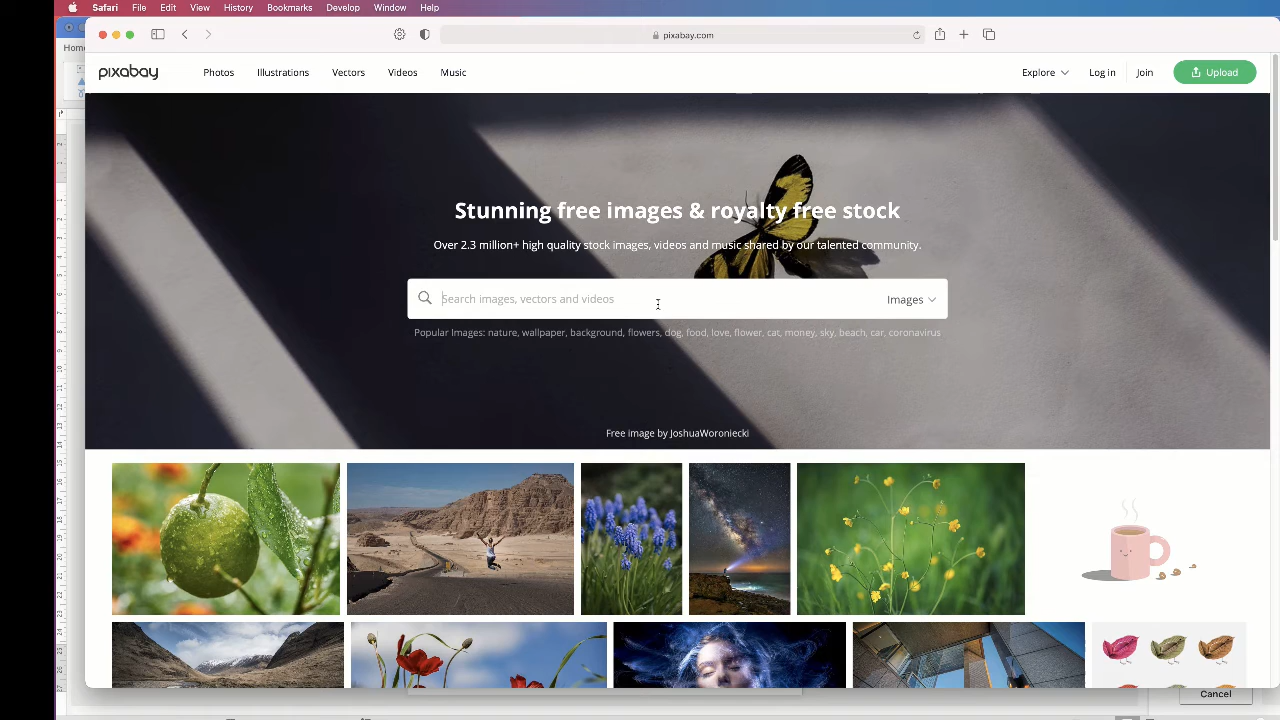 Safari File Edit View History Bookmarks Develop Window Help
Home
pixabay.com
pixabay Photos Illustrations Vectors Videos Music Explore Log in Join Upload
Stunning free images & royalty free stock
Over 2.3 million+ high quality stock images, videos and music shared by our talented community.
Search images, vectors and videos Images
Popular Images: nature, wallpaper, background, flowers, dog, food, love, flower, cat, money, sky, beach, car, coronavirus
Free image by JoshuaWoroniecki
Cancel